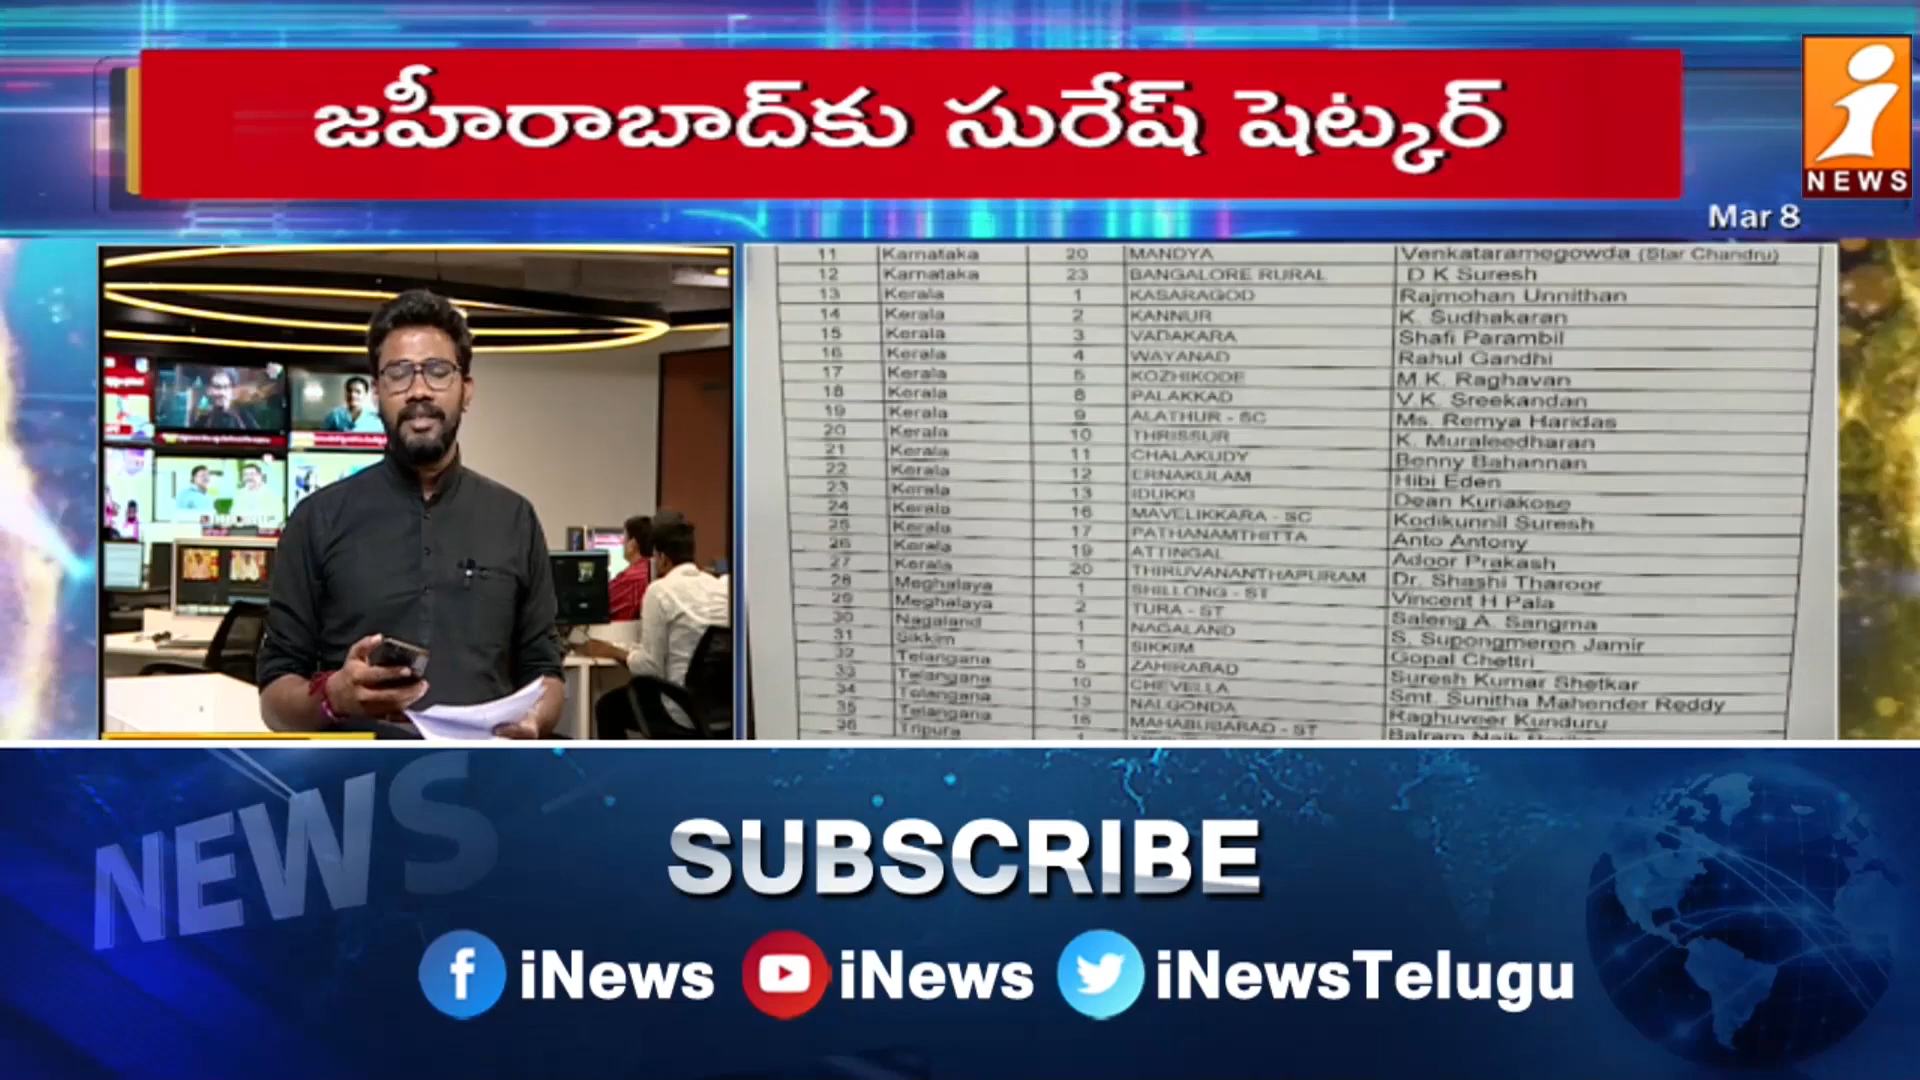 జహీరాబాద్‌కు సురేష్ షెట్కర్
i
NEWS
Mar 8
11 Karnataka 20 MANDYA Venkataramegowda (Star Chandru)
12 Karnataka 23 BANGALORE RURAL D K Suresh
13 Kerala 1 KASARAGOD Rajmohan Unnithan
14 Kerala 2 KANNUR K. Sudhakaran
15 Kerala 3 VADAKARA Shafi Parambil
16 Kerala 4 WAYANAD Rahul Gandhi
17 Kerala 5 KOZHIKODE M.K. Raghavan
18 Kerala 8 PALAKKAD V.K. Sreekandan
19 Kerala 9 ALATHUR - SC Ms. Remya Haridas
20 Kerala 10 THRISSUR K. Muraleedharan
21 Kerala 11 CHALAKUDY Benny Bahannan
22 Kerala 12 ERNAKULAM Hibi Eden
23 Kerala 13 IDUKKI Dean Kuriakose
24 Kerala 16 MAVELIKKARA - SC Kodikunnil Suresh
25 Kerala 17 PATHANAMTHITTA Anto Antony
26 Kerala 19 ATTINGAL Adoor Prakash
27 Kerala 20 THIRUVANANTHAPURAM Dr. Shashi Tharoor
28 Meghalaya 1 SHILLONG - ST Vincent H Pala
29 Meghalaya 2 TURA - ST Saleng A. Sangma
30 Nagaland 1 NAGALAND S. Supongmeren Jamir
31 Sikkim 1 SIKKIM Gopal Chettri
32 Telangana 5 ZAHIRABAD Suresh Kumar Shetkar
33 Telangana 10 CHEVELLA Smt. Sunitha Mahender Reddy
34 Telangana 13 NALGONDA Raghuveer Kunduru
35 Telangana 16 MAHABUBABAD - ST Balram Naik
36 Tripura 1
NEWS
SUBSCRIBE
f iNews iNews iNewsTelugu